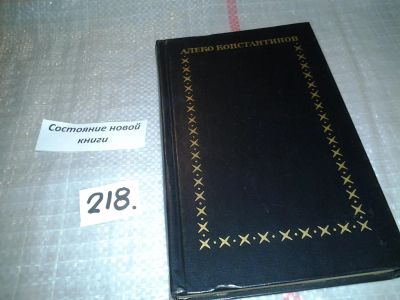 АЛЕКО КОНСТАНТИНОВ
Состояние новой
книги
218.